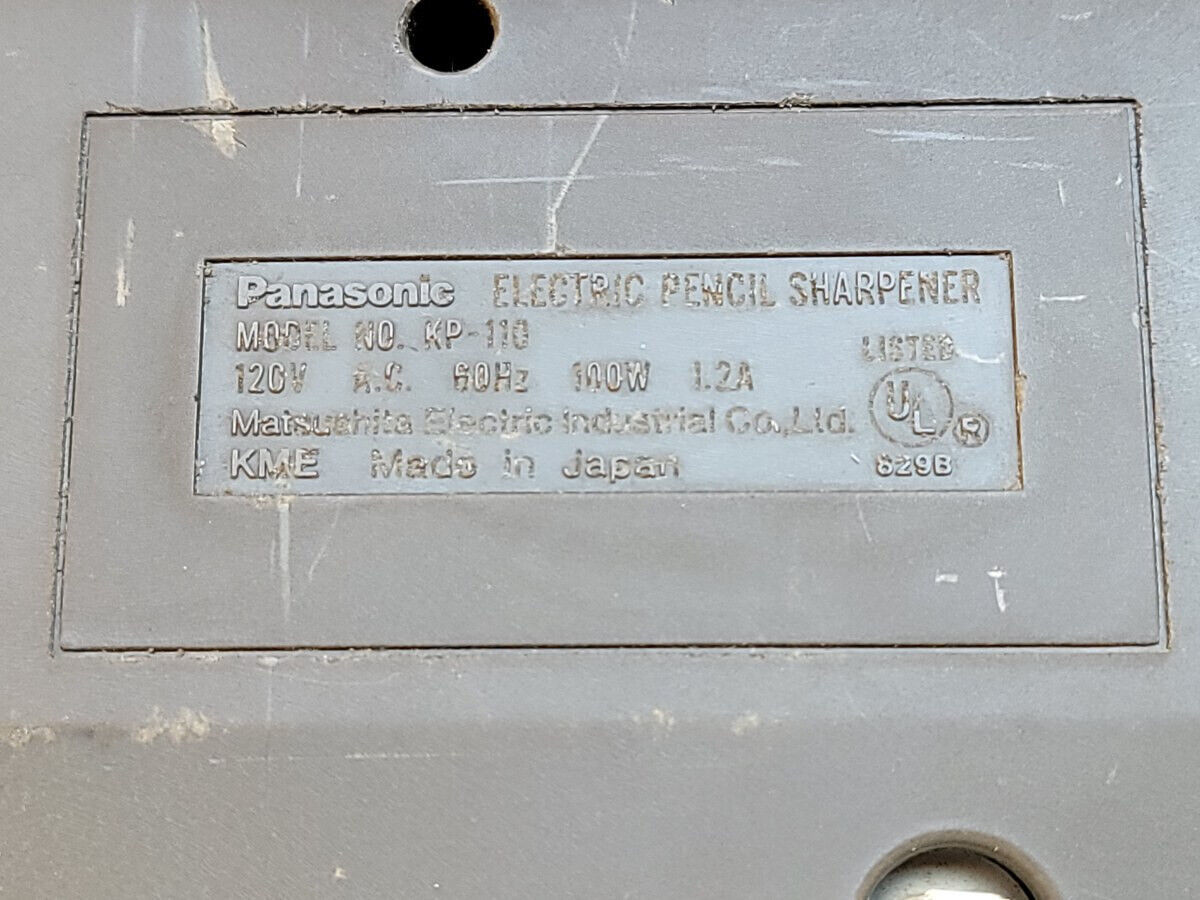 Panasonic ELECTRIC PENCIL SHARPENER
MODEL NO. KP-110
120V A.C. 60Hz 100W 1.2A
LISTED
UL ®
Matsushita Electric Industrial Co.,Ltd.
KME Made in Japan
629B